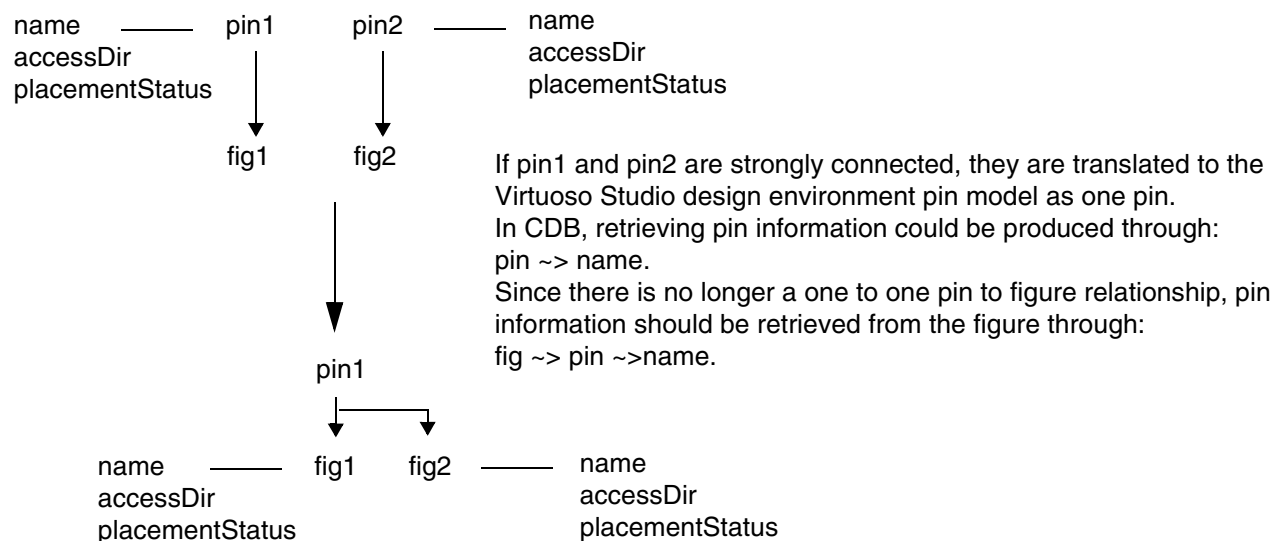 name pin1 pin2 name
accessDir accessDir
placementStatus placementStatus
fig1 fig2
If pin1 and pin2 are strongly connected, they are translated to the
Virtuoso Studio design environment pin model as one pin.
In CDB, retrieving pin information could be produced through:
pin ~> name.
Since there is no longer a one to one pin to figure relationship, pin
information should be retrieved from the figure through:
fig ~> pin ~>name.
pin1
name fig1 fig2 name
accessDir accessDir
placementStatus placementStatus